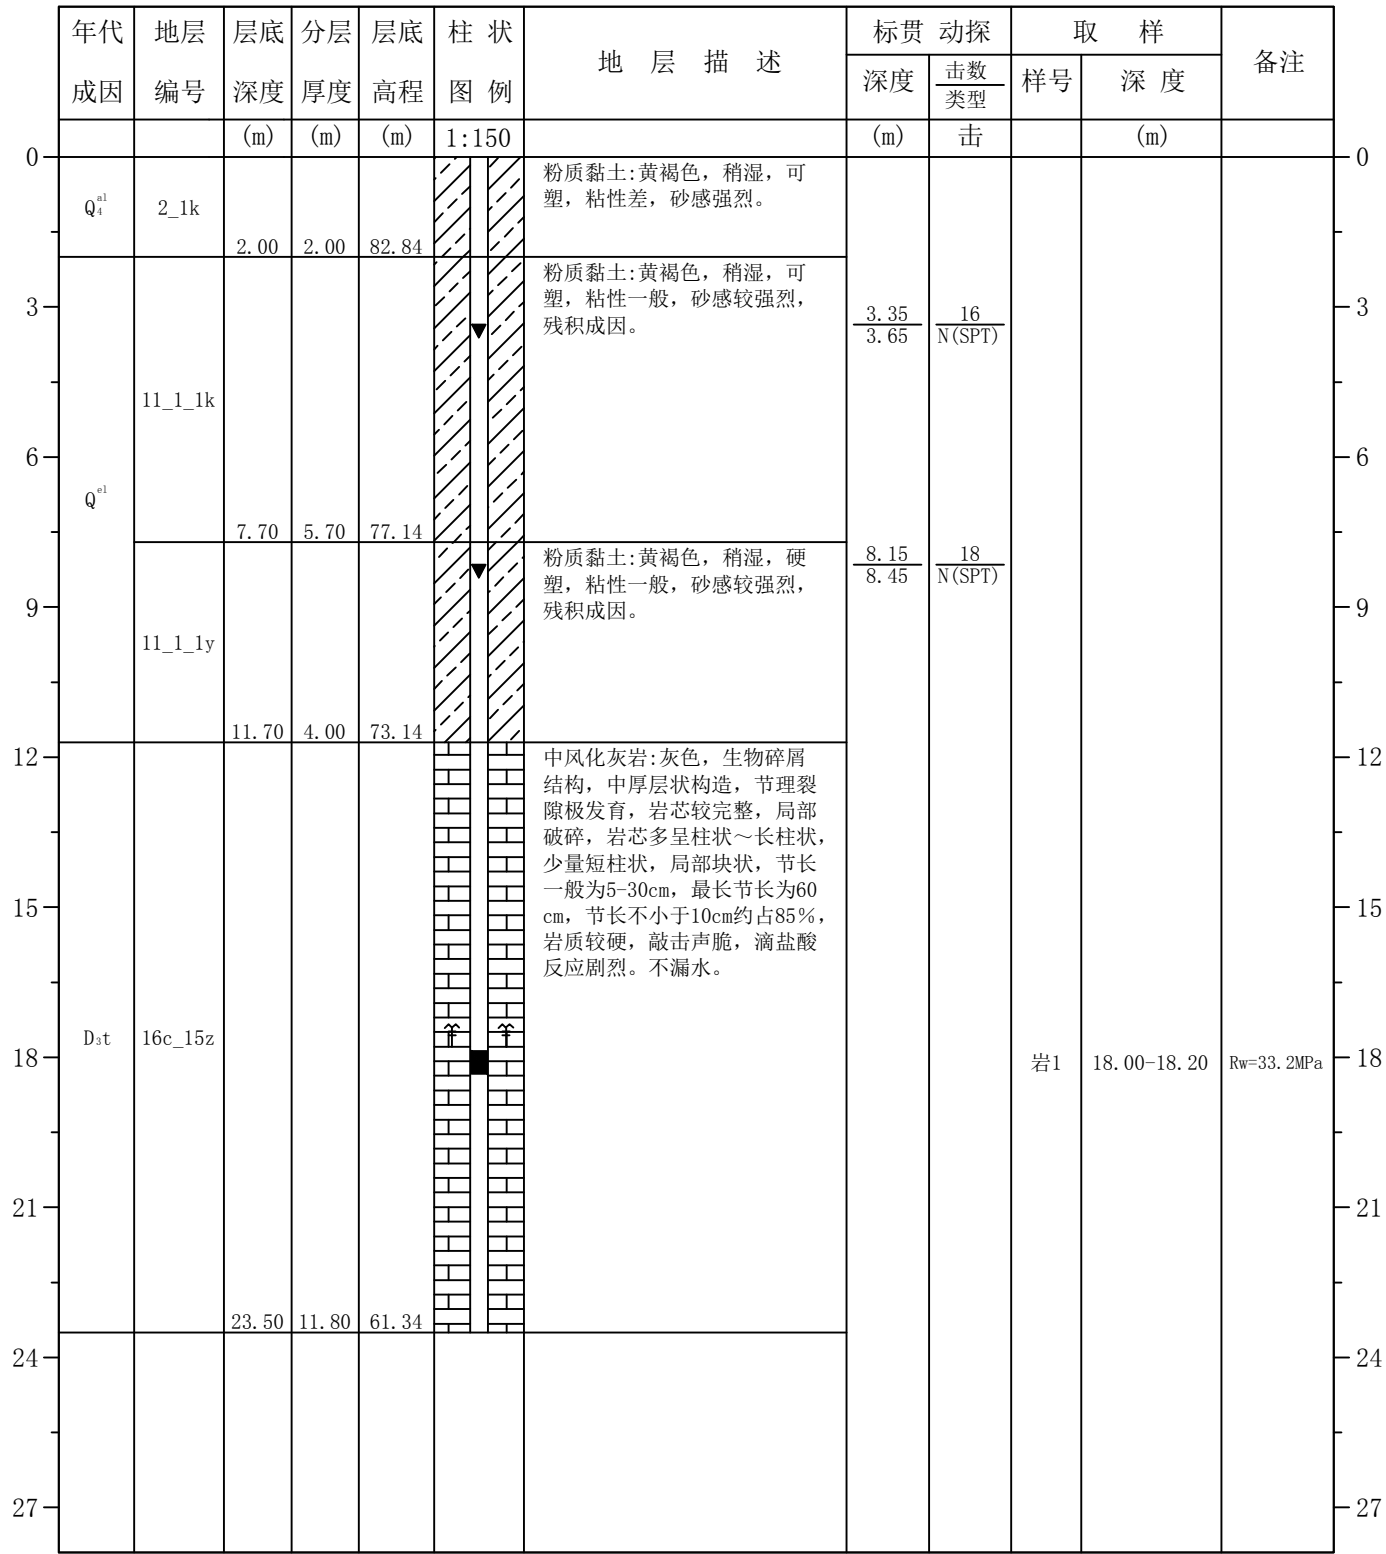 年代 地层 层底 分层 层底 柱 状 地 层 描 述 标贯 动探 取 样 备注
成因 编号 深度 厚度 高程 图 例 深度 击数 样号 深 度
类型
(m) (m) (m) 1:150 (m) 击 (m)
0 0
粉质黏土:黄褐色，稍湿，可
塑，粘性差，砂感强烈。
Q₄ᵃˡ 2_1k
2.00 2.00 82.84
粉质黏土:黄褐色，稍湿，可
塑，粘性一般，砂感较强烈，
残积成因。
3 3
3.35 16
3.65 N(SPT)
11_1_1k
6 6
Qᵉˡ
7.70 5.70 77.14
粉质黏土:黄褐色，稍湿，硬
塑，粘性一般，砂感较强烈，
残积成因。
8.15 18
8.45 N(SPT)
9 9
11_1_1y
11.70 4.00 73.14
12 12
中风化灰岩:灰色，生物碎屑
结构，中厚层状构造，节理裂
隙极发育，岩芯较完整，局部
破碎，岩芯多呈柱状～长柱状，
少量短柱状，局部块状，节长
一般为5-30cm，最长节长为60
cm，节长不小于10cm约占85%，
岩质较硬，敲击声脆，滴盐酸
反应剧烈。不漏水。
15 15
D₃t 16c_15z
18 岩1 18.00-18.20 Rw=33.2MPa 18
21 21
23.50 11.80 61.34
24 24
27 27